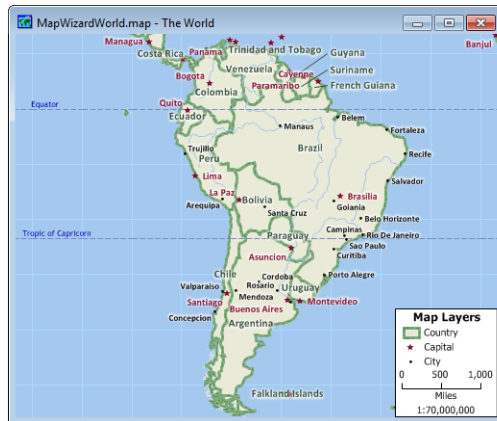 MapWizardWorld.map - The World
Managua
Banjul
Costa Rica
Panama
Trinidad and Tobago
Guyana
Venezuela
Suriname
Bogota
Cayenne
Colombia
Paramaribo
French Guiana
Equator
Quito
Ecuador
Belem
Manaus
Fortaleza
Trujillo
Peru
Brazil
Recife
Lima
Salvador
La Paz
Bolivia
Brasilia
Arequipa
Goiania
Santa Cruz
Belo Horizonte
Tropic of Capricorn
Paraguay
Campinas
Rio De Janeiro
Sao Paulo
Asuncion
Curitiba
Chile
Cordoba
Porto Alegre
Valparaiso
Rosario
Uruguay
Santiago
Mendoza
Montevideo
Buenos Aires
Concepcion
Argentina
Falkland Islands
Map Layers
Country
Capital
City
0 500 1,000
Miles
1:70,000,000